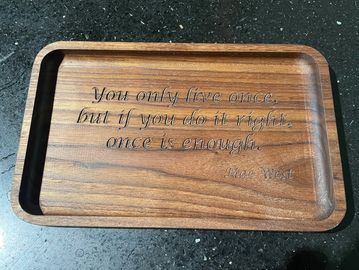 You only live once,
but if you do it right,
once is enough.
Mae West